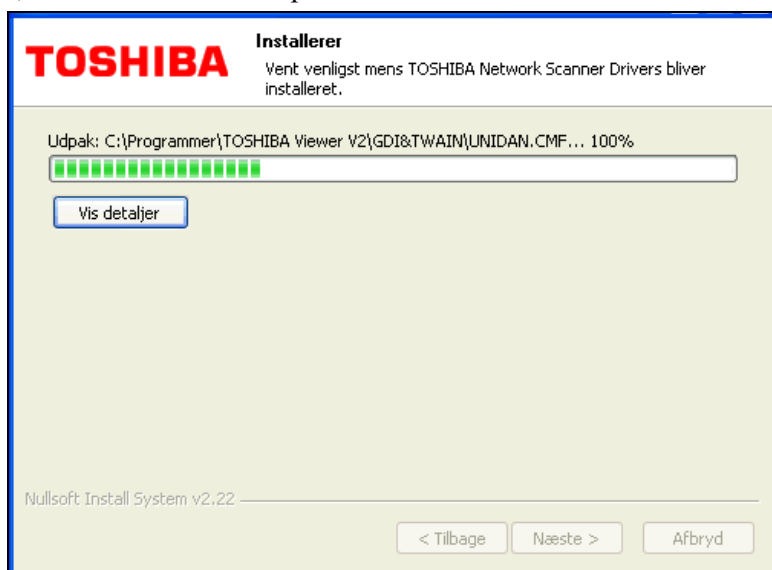 TOSHIBA
Installerer
Vent venligst mens TOSHIBA Network Scanner Drivers bliver
installeret.
Udpak: C:\Programmer\TOSHIBA Viewer V2\GDI&TWAIN\UNIDAN.CMF... 100%
Vis detaljer
Nullsoft Install System v2.22
< Tilbage
Næste >
Afbryd